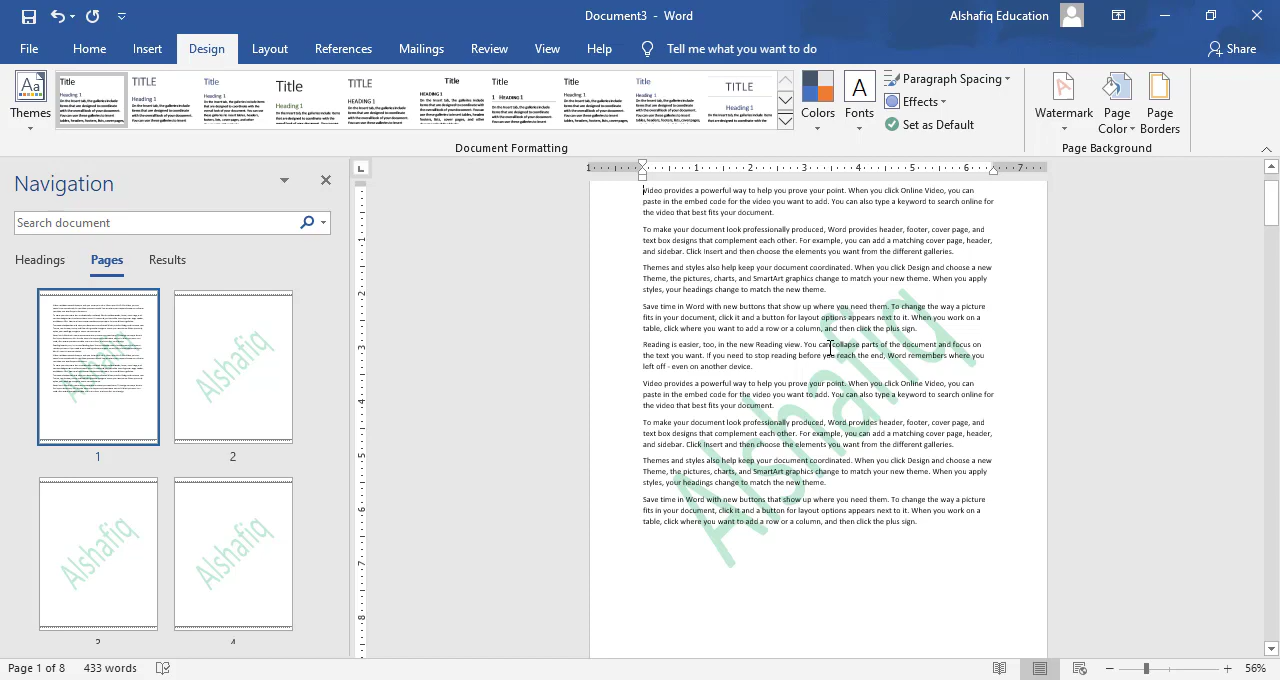 Document3 - Word
Alshafiq Education
File Home Insert Design Layout References Mailings Review View Help Tell me what you want to do
Share
Themes
Title
Heading 1
TITLE
Heading 1
Title
Heading 1
Title
Heading 1
TITLE
HEADING 1
Title
HEADING 1
Title
1 HEADING 1
Title
Heading 1
Title
Heading 1
TITLE
Heading 1
Colors
Fonts
Paragraph Spacing
Effects
Set as Default
Watermark
Page
Color
Page
Borders
Document Formatting
Page Background
Navigation
Search document
Headings Pages Results
Alshafiq
Alshafiq
1 2
Alshafiq
Alshafiq
3 4
1 1 2 3 4 5 6 7
1
2
3
4
5
6
7
8
Video provides a powerful way to help you prove your point. When you click Online Video, you can
paste in the embed code for the video you want to add. You can also type a keyword to search online for
the video that best fits your document.
To make your document look professionally produced, Word provides header, footer, cover page, and
text box designs that complement each other. For example, you can add a matching cover page, header,
and sidebar. Click Insert and then choose the elements you want from the different galleries.
Themes and styles also help keep your document coordinated. When you click Design and choose a new
Theme, the pictures, charts, and SmartArt graphics change to match your new theme. When you apply
styles, your headings change to match the new theme.
Save time in Word with new buttons that show up where you need them. To change the way a picture
fits in your document, click it and a button for layout options appears next to it. When you work on a
table, click where you want to add a row or a column, and then click the plus sign.
Reading is easier, too, in the new Reading view. You can collapse parts of the document and focus on
the text you want. If you need to stop reading before you reach the end, Word remembers where you
left off - even on another device.
Video provides a powerful way to help you prove your point. When you click Online Video, you can
paste in the embed code for the video you want to add. You can also type a keyword to search online for
the video that best fits your document.
To make your document look professionally produced, Word provides header, footer, cover page, and
text box designs that complement each other. For example, you can add a matching cover page, header,
and sidebar. Click Insert and then choose the elements you want from the different galleries.
Themes and styles also help keep your document coordinated. When you click Design and choose a new
Theme, the pictures, charts, and SmartArt graphics change to match your new theme. When you apply
styles, your headings change to match the new theme.
Save time in Word with new buttons that show up where you need them. To change the way a picture
fits in your document, click it and a button for layout options appears next to it. When you work on a
table, click where you want to add a row or a column, and then click the plus sign.
Alshafiq
Page 1 of 8 433 words
56%